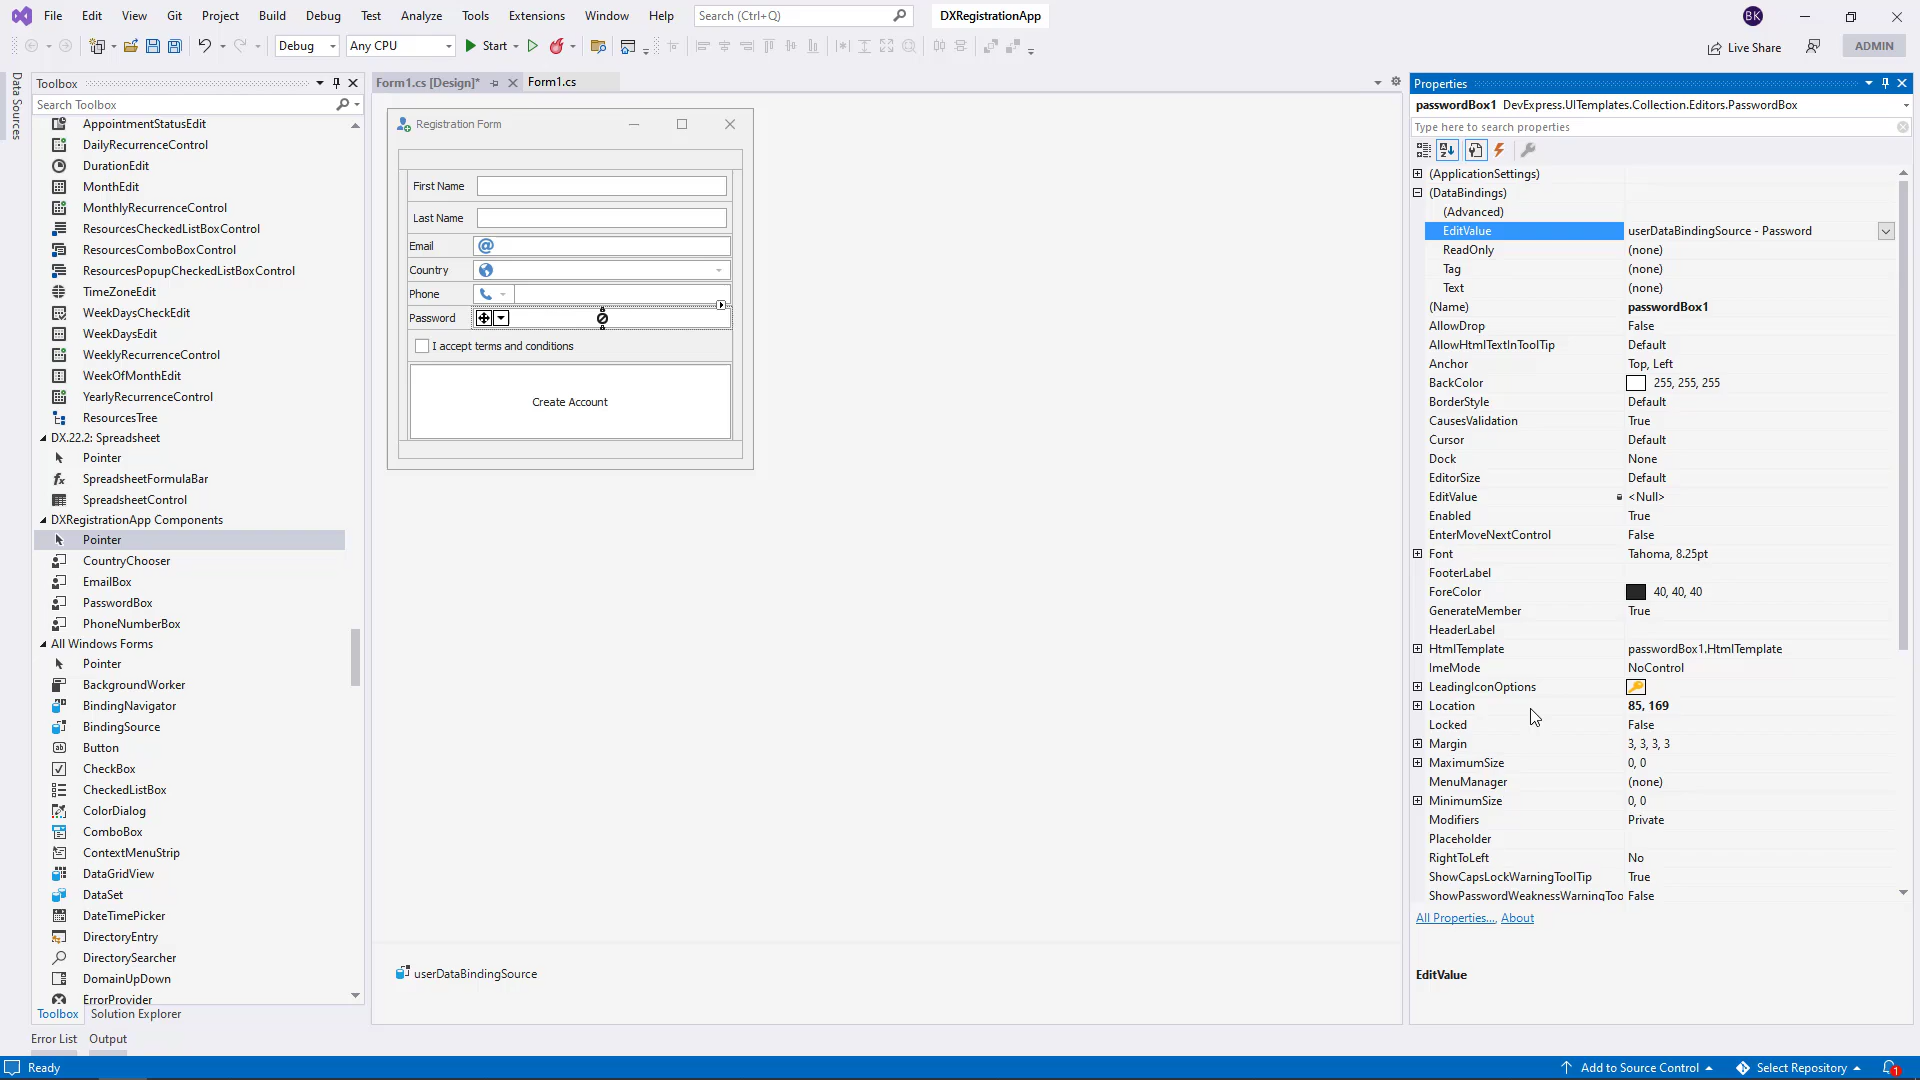 File Edit View Git Project Build Debug Test Analyze Tools Extensions Window Help Search (Ctrl+Q) DXRegistrationApp BK
Debug Any CPU Start Live Share ADMIN
Data Sources
Toolbox
Search Toolbox
AppointmentStatusEdit
DailyRecurrenceControl
DurationEdit
MonthEdit
MonthlyRecurrenceControl
ResourcesCheckedListBoxControl
ResourcesComboBoxControl
ResourcesPopupCheckedListBoxControl
TimeZoneEdit
WeekDaysCheckEdit
WeekDaysEdit
WeeklyRecurrenceControl
WeekOfMonthEdit
YearlyRecurrenceControl
ResourcesTree
DX.22.2: Spreadsheet
Pointer
SpreadsheetFormulaBar
SpreadsheetControl
DXRegistrationApp Components
Pointer
CountryChooser
EmailBox
PasswordBox
PhoneNumberBox
All Windows Forms
Pointer
BackgroundWorker
BindingNavigator
BindingSource
Button
CheckBox
CheckedListBox
ColorDialog
ComboBox
ContextMenuStrip
DataGridView
DataSet
DateTimePicker
DirectoryEntry
DirectorySearcher
DomainUpDown
ErrorProvider
Toolbox Solution Explorer
Form1.cs [Design]* Form1.cs
Registration Form
First Name
Last Name
Email
Country
Phone
Password
I accept terms and conditions
Create Account
userDataBindingSource
Properties
passwordBox1 DevExpress.UITemplates.Collection.Editors.PasswordBox
Type here to search properties
(ApplicationSettings)
(DataBindings)
(Advanced)
EditValue userDataBindingSource - Password
ReadOnly (none)
Tag (none)
Text (none)
(Name) passwordBox1
AllowDrop False
AllowHtmlTextInToolTip Default
Anchor Top, Left
BackColor 255, 255, 255
BorderStyle Default
CausesValidation True
Cursor Default
Dock None
EditorSize Default
EditValue <Null>
Enabled True
EnterMoveNextControl False
Font Tahoma, 8.25pt
FooterLabel
ForeColor 40, 40, 40
GenerateMember True
HeaderLabel
HtmlTemplate passwordBox1.HtmlTemplate
ImeMode NoControl
LeadingIconOptions
Location 85, 169
Locked False
Margin 3, 3, 3, 3
MaximumSize 0, 0
MenuManager (none)
MinimumSize 0, 0
Modifiers Private
Placeholder
RightToLeft No
ShowCapsLockWarningToolTip True
ShowPasswordWeaknessWarningToo False
All Properties..., About
EditValue
Error List Output
Ready Add to Source Control Select Repository 1